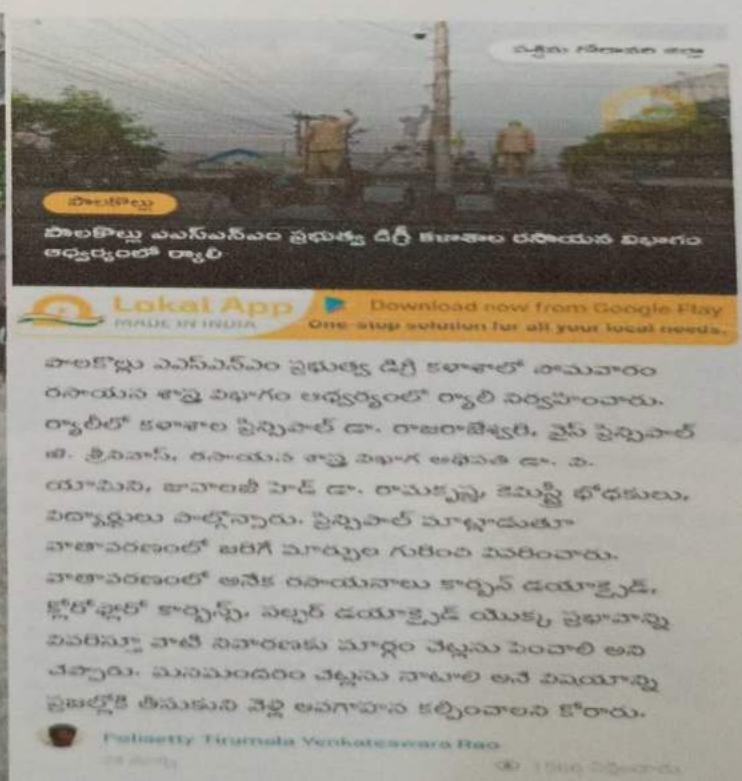 పశ్చిమ గోదావరి జిల్లా
పాలకొల్లు
పాలకొల్లు ఎఎస్ఎన్ఎం ప్రభుత్వ డిగ్రీ కళాశాల రసాయన విభాగం
ఆధ్వర్యంలో ర్యాలీ
Lokal App
MADE IN INDIA
Download now from Google Play
One-stop solution for all your local needs.
పాలకొల్లు ఎఎస్ఎన్ఎం ప్రభుత్వ డిగ్రీ కళాశాలో సోమవారం
రసాయన శాస్త్ర విభాగం ఆధ్వర్యంలో ర్యాలీ నిర్వహించారు.
ర్యాలీలో కళాశాల ప్రిన్సిపాల్ డా. రాజరాజేశ్వరి, వైస్ ప్రిన్సిపాల్
శ్రీనివాస్, రసాయన శాస్త్ర విభాగ అధిపతి డా. వి.
యామిని, జువాలజీ హెడ్ డా. రామకృష్ణ, కెమిస్ట్రీ భోధకులు,
విద్యార్థులు పాల్గొన్నారు. ప్రిన్సిపాల్ మాట్లాడుతూ
వాతావరణంలో జరిగే మార్పుల గురించి వివరించారు.
వాతావరణంలో అనేక రసాయనాలు కార్బన్ డయాక్సైడ్,
క్లోరోఫ్లోరో కార్బన్స్, సల్ఫర్ డయాక్సైడ్ యొక్క ప్రభావాన్ని
వివరిస్తూ వాటి నివారణకు మార్గం చెట్లను పెంచాలి అని
చెప్పారు. మనమందరం చెట్లను నాటాలి అనే విషయాన్ని
ప్రజల్లోకి తీసుకుని వెళ్లి అవగాహన కల్పించాలని కోరారు.
Polisetty Tirumala Venkateswara Rao
1566 వీక్షించారు